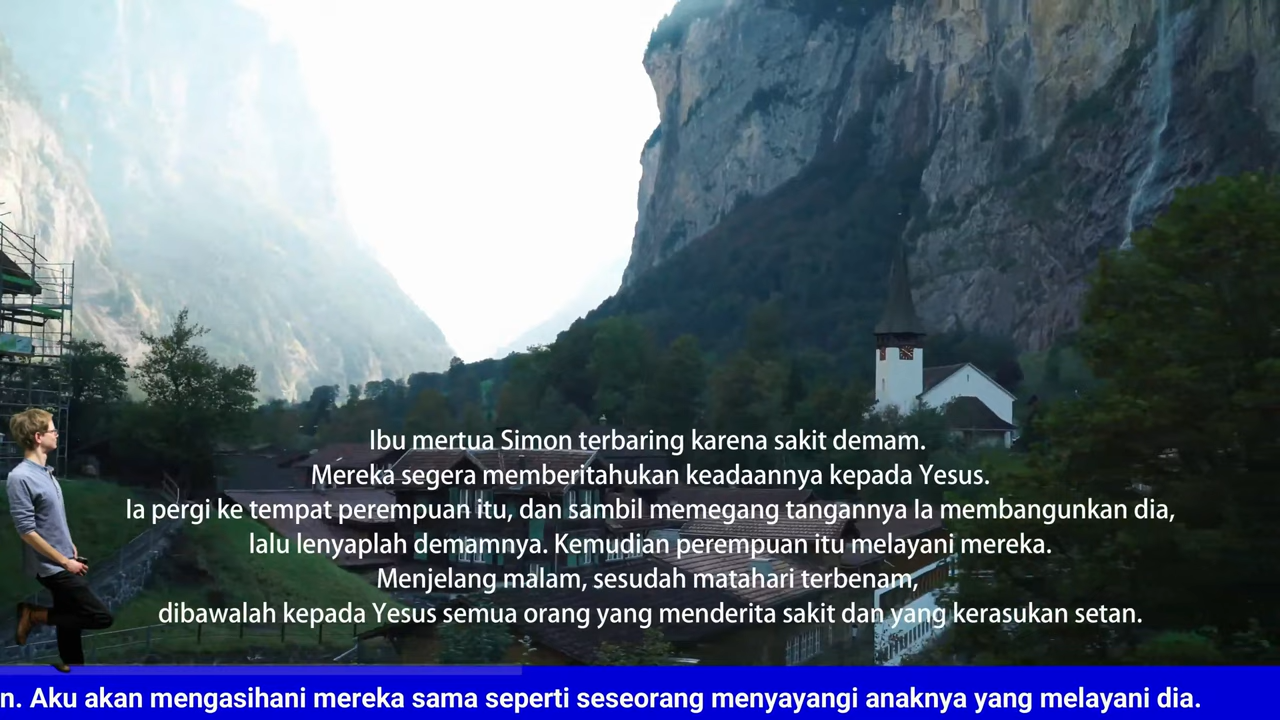 Ibu mertua Simon terbaring karena sakit demam.
Mereka segera memberitahukan keadaannya kepada Yesus.
Ia pergi ke tempat perempuan itu, dan sambil memegang tangannya Ia membangunkan dia,
lalu lenyaplah demamnya. Kemudian perempuan itu melayani mereka.
Menjelang malam, sesudah matahari terbenam,
dibawalah kepada Yesus semua orang yang menderita sakit dan yang kerasukan setan.
n. Aku akan mengasihani mereka sama seperti seseorang menyayangi anaknya yang melayani dia.